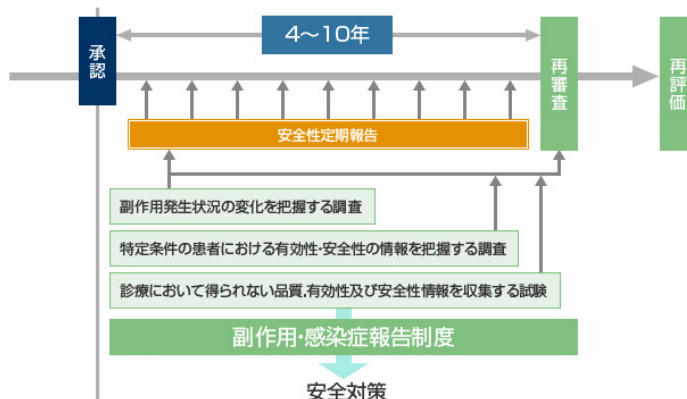 承認
4〜10年
再審査
再評価
安全性定期報告
副作用発生状況の変化を把握する調査
特定条件の患者における有効性・安全性の情報を把握する調査
診療において得られない品質,有効性及び安全性情報を収集する試験
副作用・感染症報告制度
安全対策